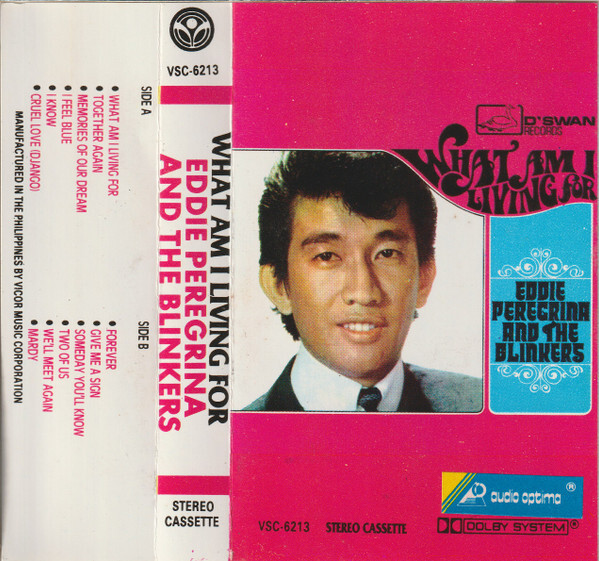 SIDE A
• WHAT AM I LIVING FOR
• TOGETHER AGAIN
• MEMORIES OF OUR DREAM
• I FEEL BLUE
• I KNOW
• CRUEL LOVE (DJANGO)
SIDE B
• FOREVER
• GIVE ME A SIGN
• SOMEDAY YOU'LL KNOW
• TWO OF US
• WE'LL MEET AGAIN
• MARDY
MANUFACTURED IN THE PHILIPPINES BY VICOR MUSIC CORPORATION
VSC-6213
WHAT AM I LIVING FOR
EDDIE PEREGRINA
AND THE BLINKERS
STEREO
CASSETTE
D'SWAN
RECORDS
WHAT AM I
LIVING FOR
EDDIE
PEREGRINA
AND THE
BLINKERS
audio optima ®
VSC-6213 STEREO CASSETTE
DOLBY SYSTEM ®